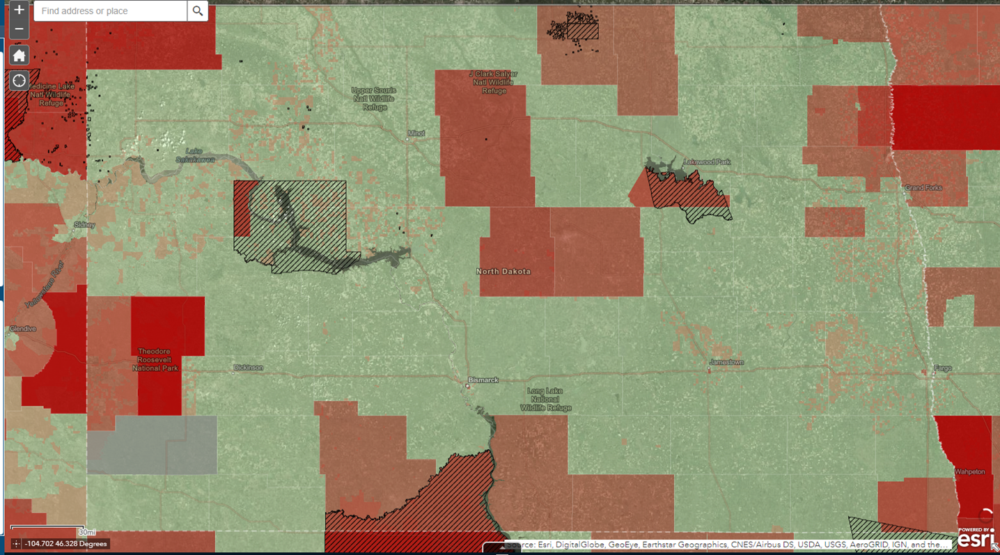 +
Find address or place
−
J Clark Salyer
Natl Wildlife
Refuge
Medicine Lake
Natl Wildlife
Refuge
Upper Souris
Natl Wildlife
Refuge
Minot
Lake
Sakakawea
Lakewood Park
Grand Forks
Sidney
North Dakota
Yellowstone River
Glendive
Theodore
Roosevelt
National Park
Dickinson
Jamestown
Fargo
Bismarck
Long Lake
National
Wildlife Refuge
Wahpeton
30mi
-104.702 46.328 Degrees
Source: Esri, DigitalGlobe, GeoEye, Earthstar Geographics, CNES/Airbus DS, USDA, USGS, AeroGRID, IGN, and the...
POWERED BY
esri